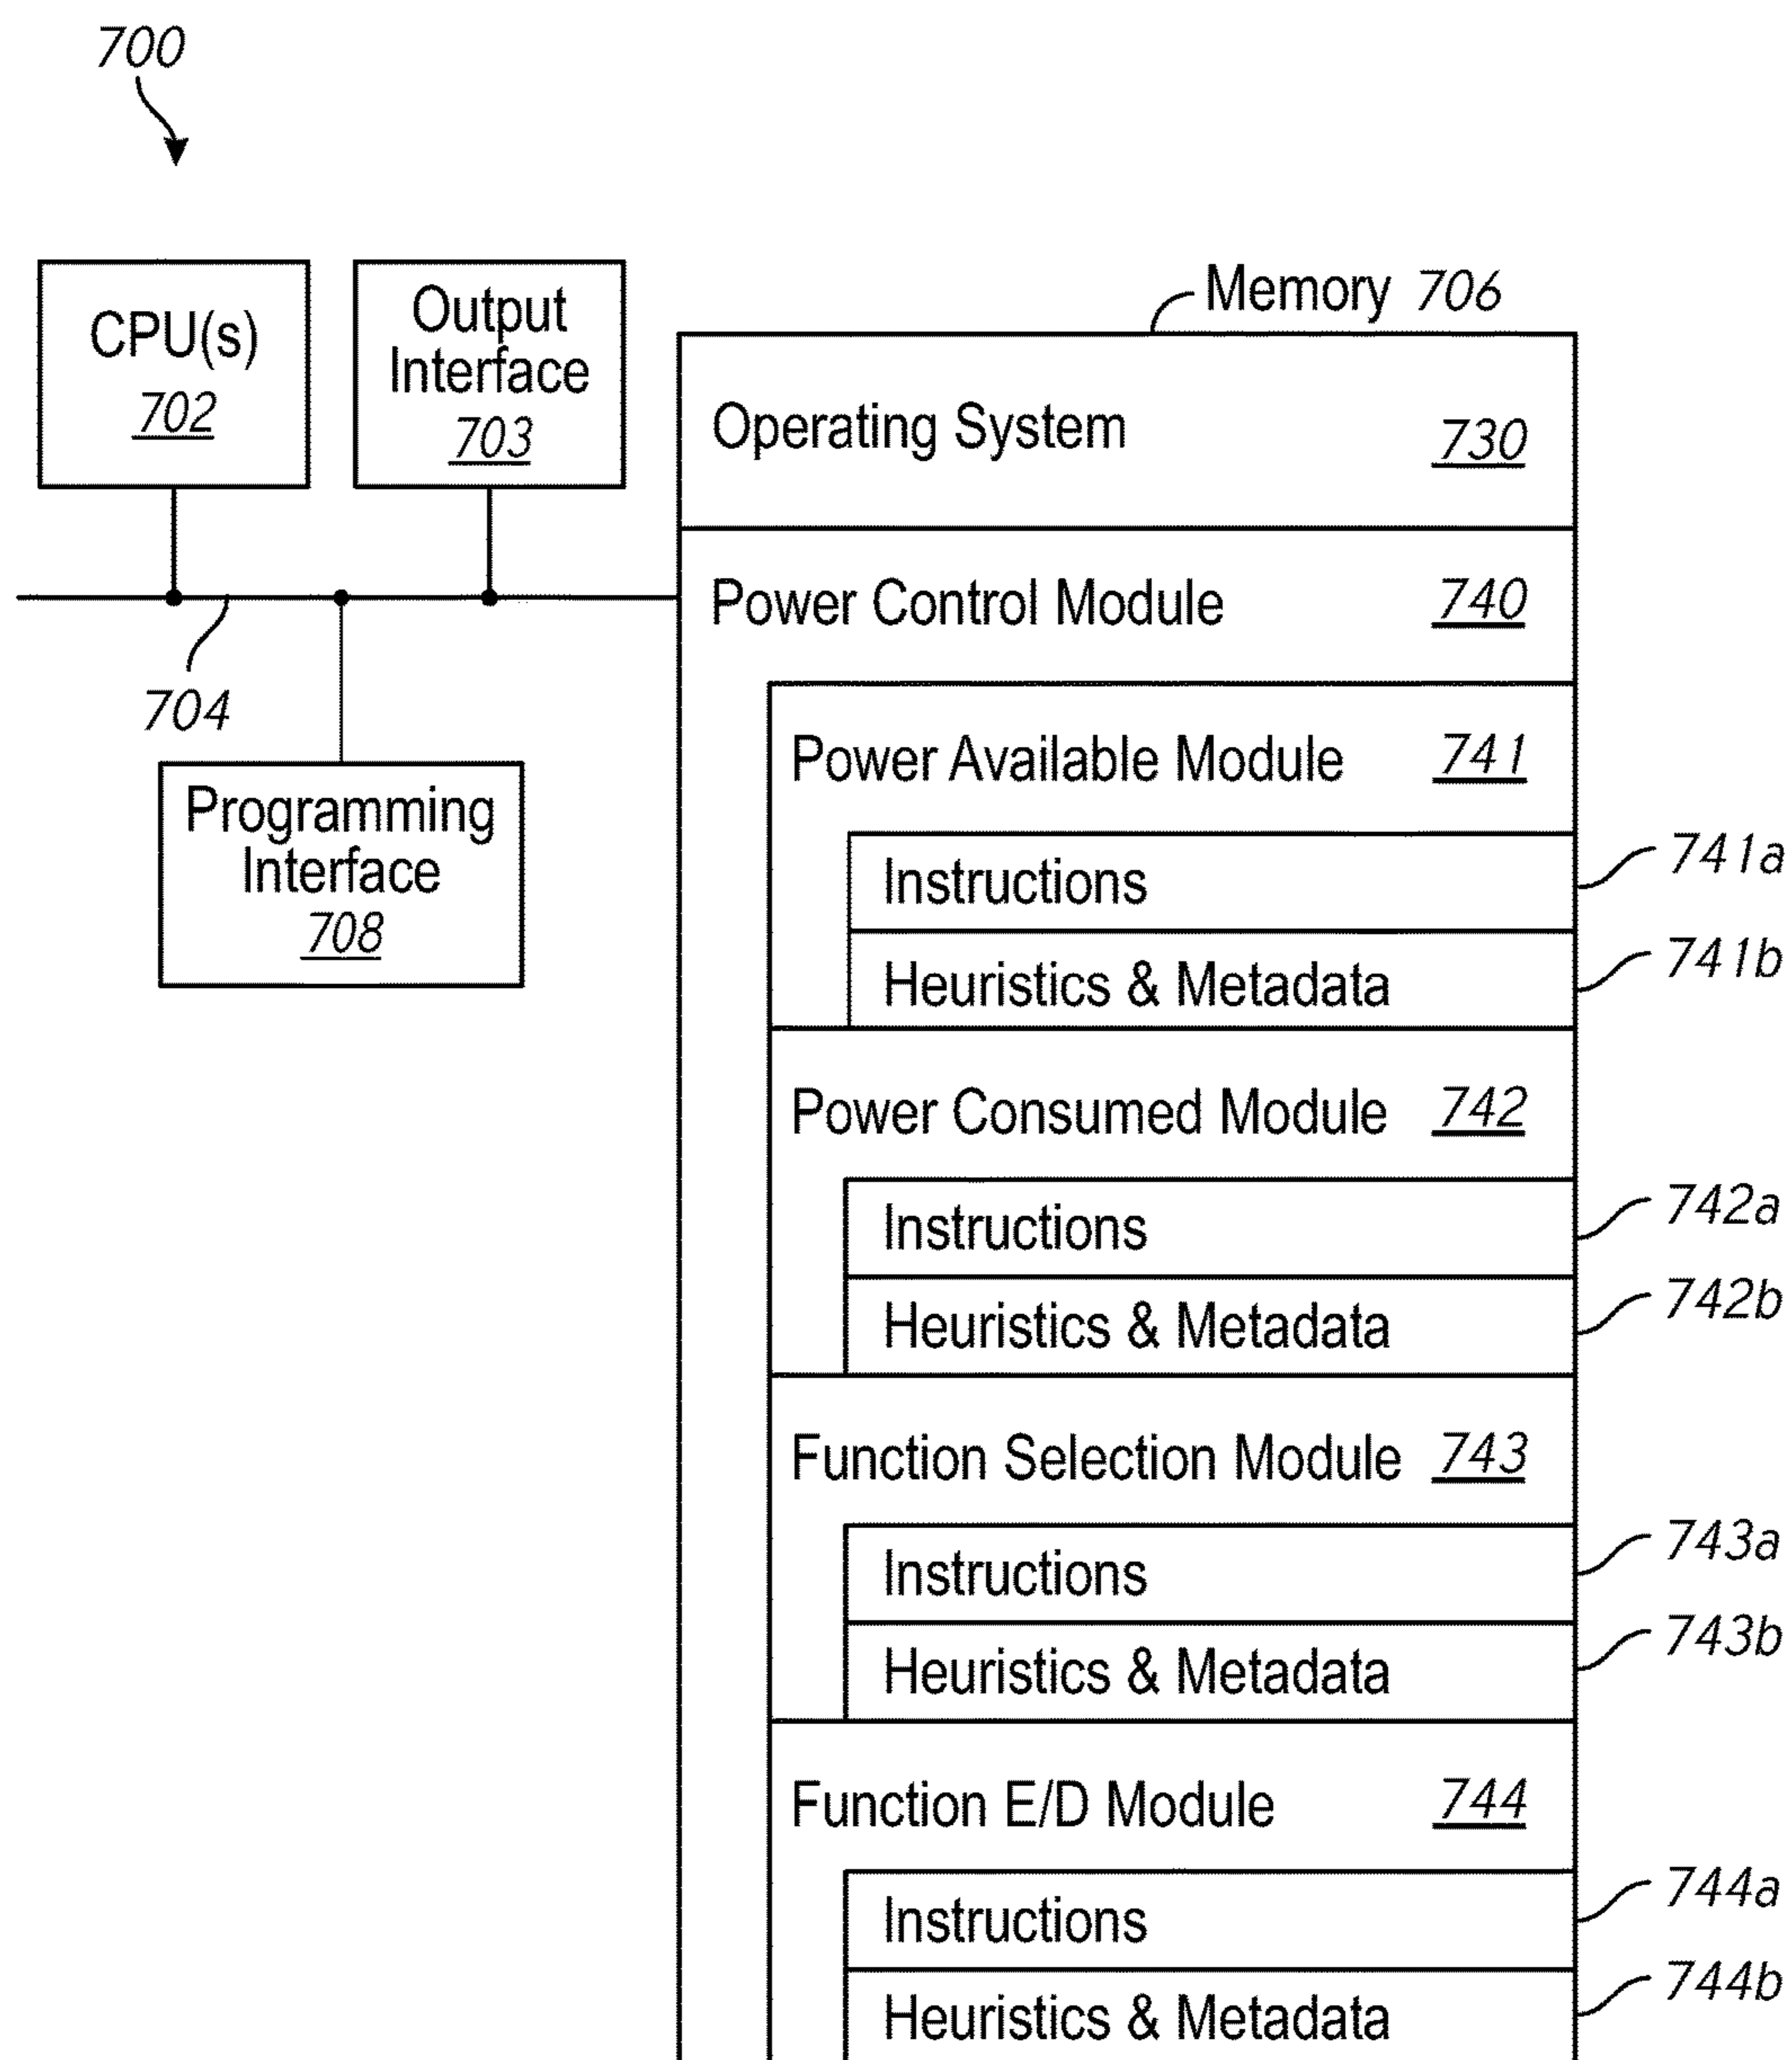 700
CPU(s)
702
Output
Interface
703
Memory 706
Operating System 730
Power Control Module 740
704
Programming
Interface
708
Power Available Module 741
Instructions 741a
Heuristics & Metadata 741b
Power Consumed Module 742
Instructions 742a
Heuristics & Metadata 742b
Function Selection Module 743
Instructions 743a
Heuristics & Metadata 743b
Function E/D Module 744
Instructions 744a
Heuristics & Metadata 744b